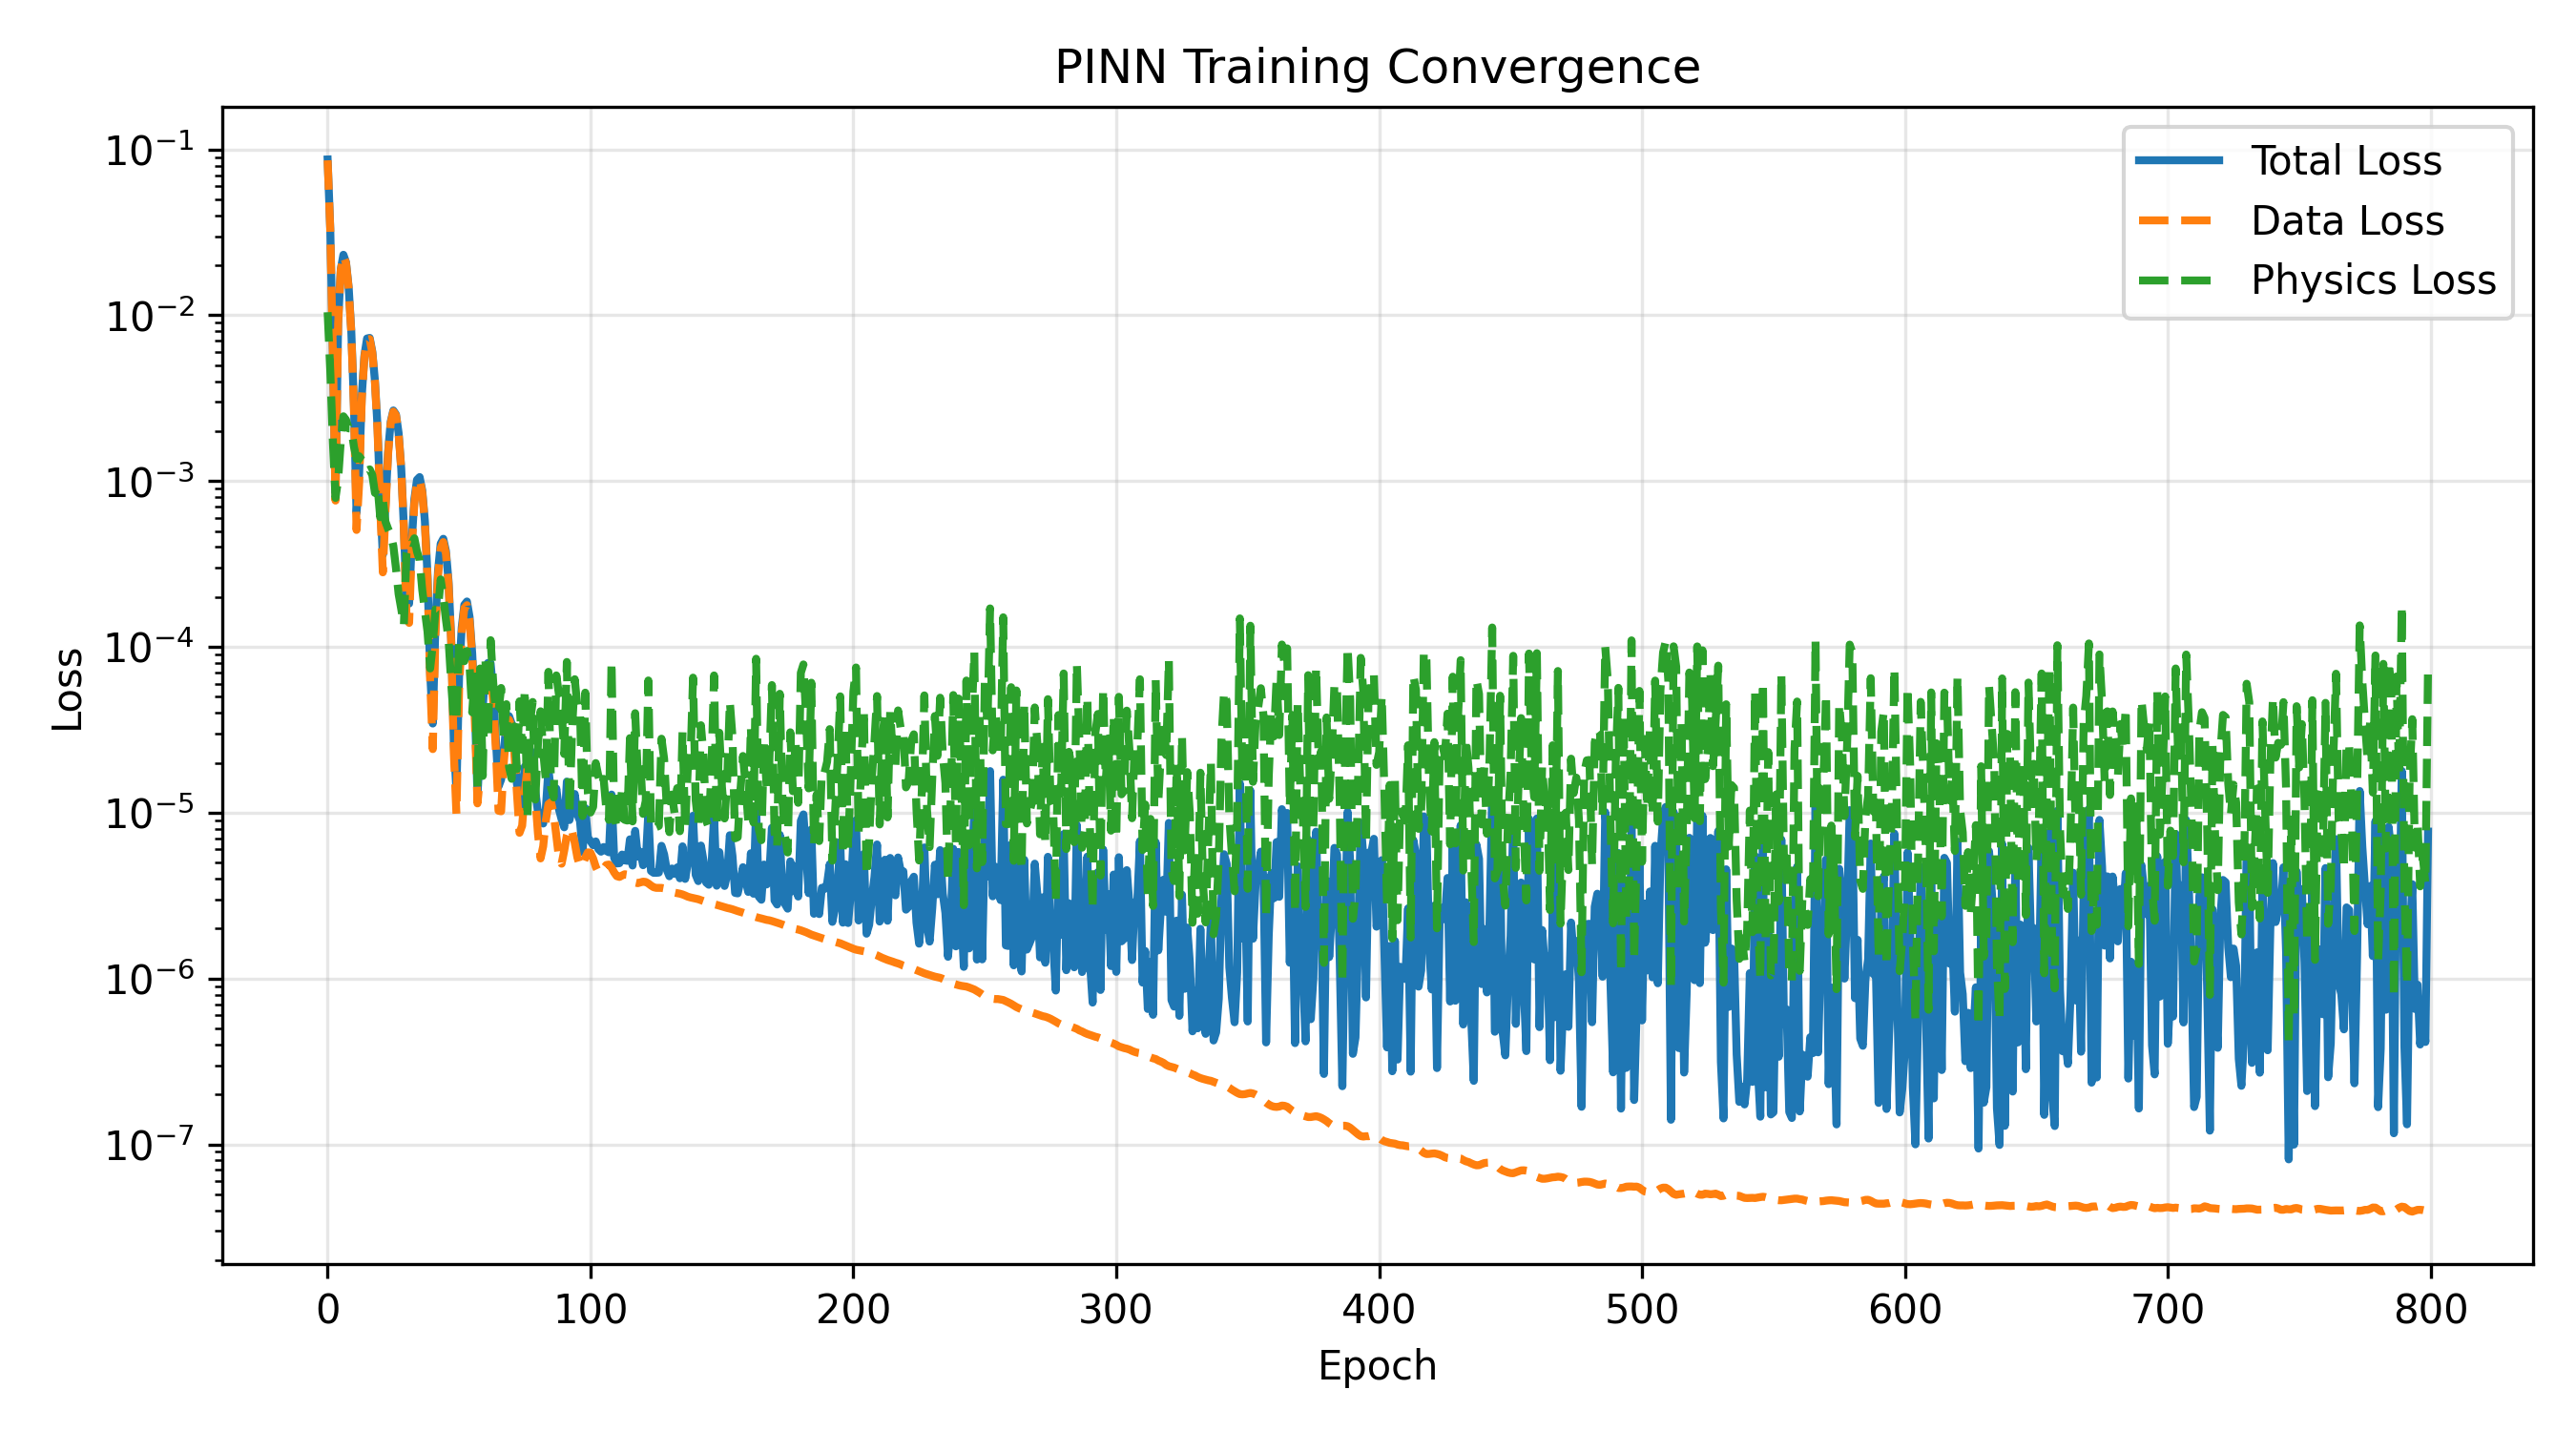 PINN Training Convergence
Total Loss
Data Loss
Physics Loss
Loss
10⁻¹
10⁻²
10⁻³
10⁻⁴
10⁻⁵
10⁻⁶
10⁻⁷
0 100 200 300 400 500 600 700 800
Epoch